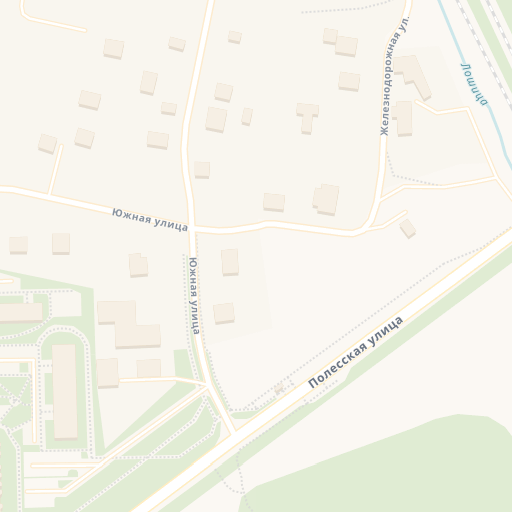 Железнодорожная ул.
Лошица
Южная улица
Южная улица
Полесская улица